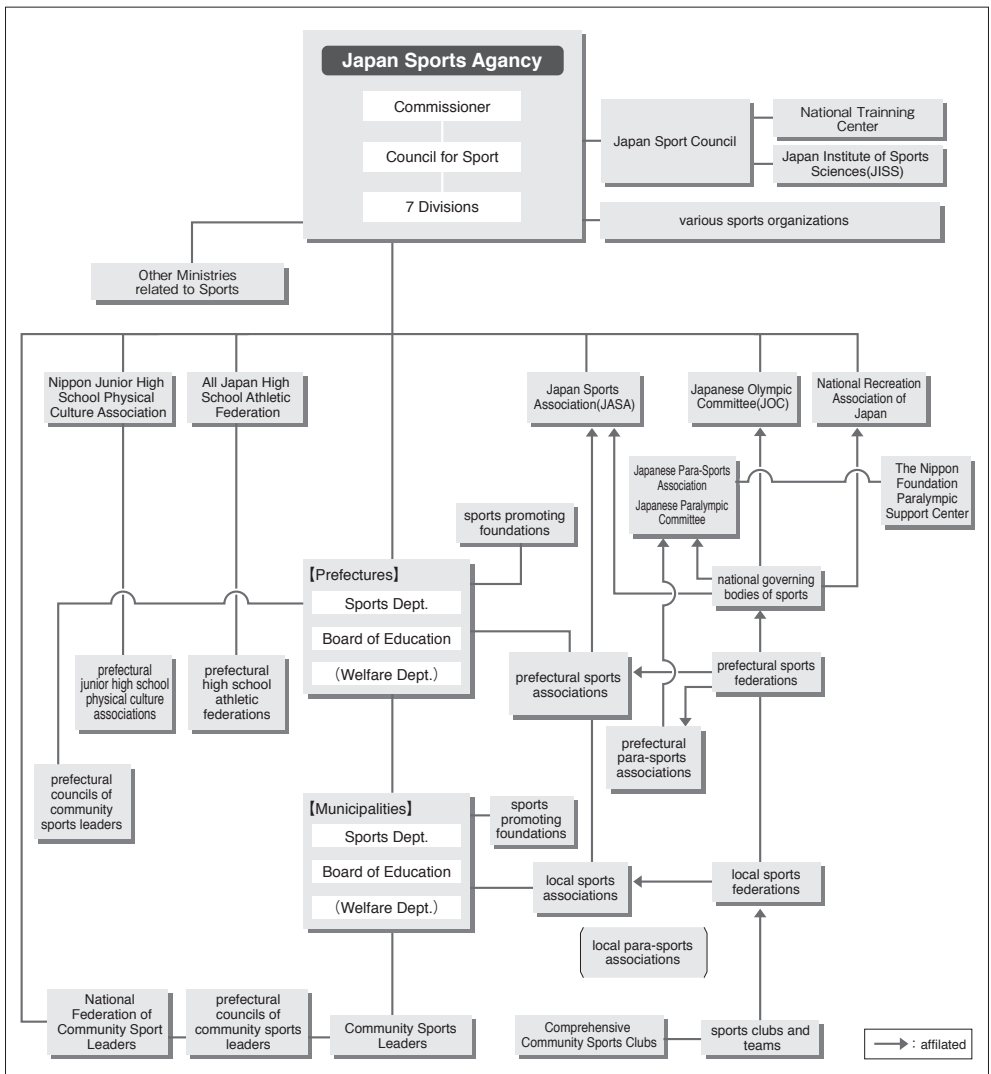 Japan Sports Agancy
Commissioner
Council for Sport
7 Divisions
Japan Sport Council
National Trainning
Center
Japan Institute of Sports
Sciences(JISS)
various sports organizations
Other Ministries
related to Sports
Nippon Junior High
School Physical
Culture Association
All Japan High
School Athletic
Federation
Japan Sports
Association(JASA)
Japanese Olympic
Committee(JOC)
National Recreation
Association of
Japan
Japanese Para-Sports
Association
Japanese Paralympic
Committee
The Nippon
Foundation
Paralympic
Support Center
sports promoting
foundations
【Prefectures】
Sports Dept.
Board of Education
(Welfare Dept.)
national governing
bodies of sports
prefectural
junior high school
physical culture
associations
prefectural
high school
athletic
federations
prefectural sports
associations
prefectural sports
federations
prefectural
para-sports
associations
prefectural
councils of
community
sports leaders
【Municipalities】
Sports Dept.
Board of Education
(Welfare Dept.)
sports
promoting
foundations
local sports
associations
local sports
federations
local para-sports
associations
National
Federation of
Community Sport
Leaders
prefectural
councils of
community sports
leaders
Community Sports
Leaders
Comprehensive
Community Sports Clubs
sports clubs and
teams
: affilated